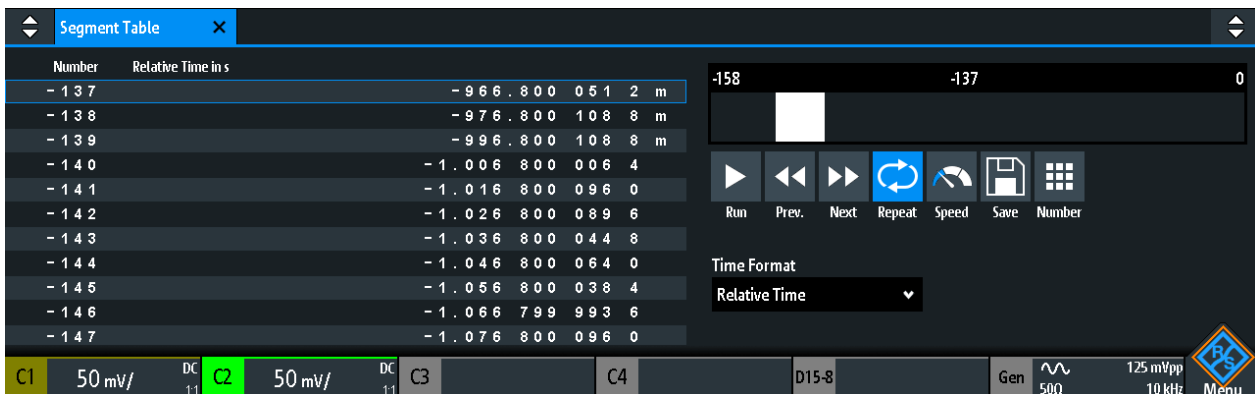 Segment Table
Number Relative Time in s
-137 -966.800 051 2 m
-138 -976.800 108 8 m
-139 -996.800 108 8 m
-140 -1.006 800 006 4
-141 -1.016 800 096 0
-142 -1.026 800 089 6
-143 -1.036 800 044 8
-144 -1.046 800 064 0
-145 -1.056 800 038 4
-146 -1.066 799 993 6
-147 -1.076 800 096 0
-158 -137 0
Run Prev. Next Repeat Speed Save Number
Time Format
Relative Time
C1 50 mV/ DC 1:1 C2 50 mV/ DC 1:1 C3 C4 D15-8 Gen 50Ω 125 mVpp 10 kHz
R&S
Menu